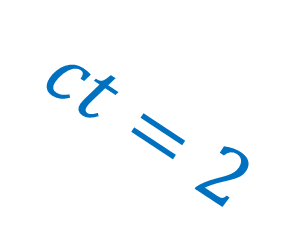 ct = 2